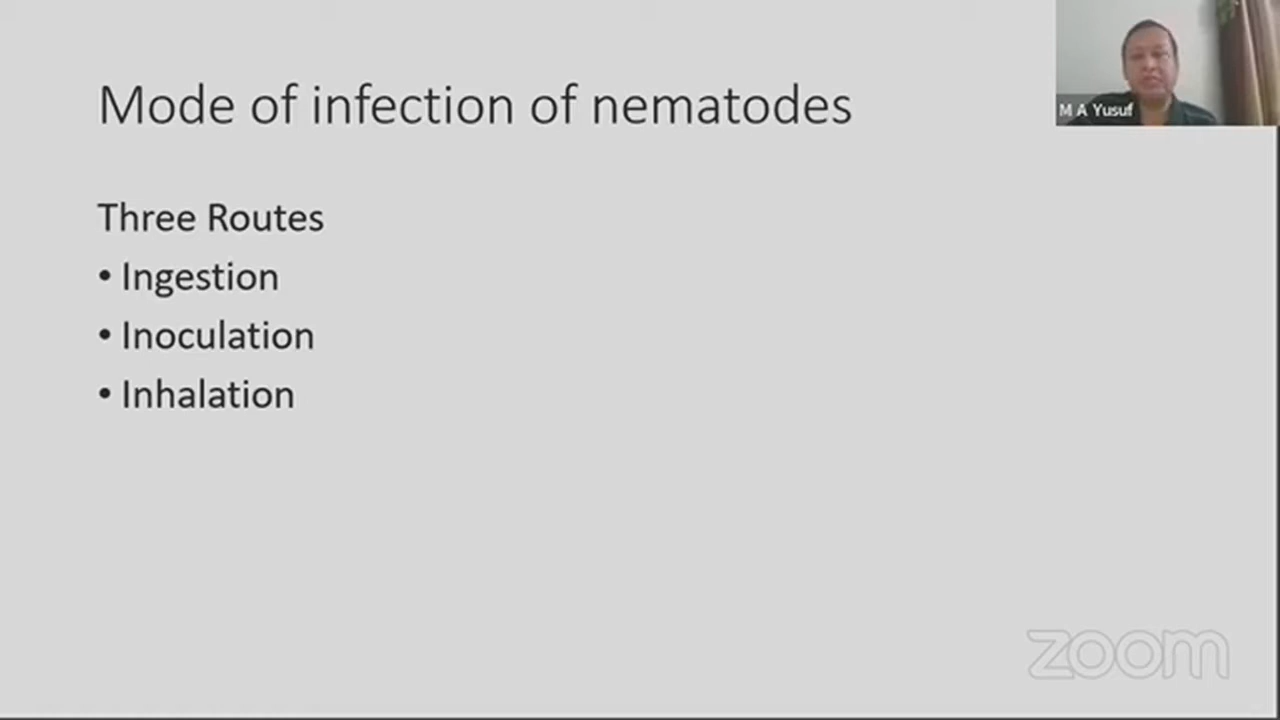 Mode of infection of nematodes
M A Yusuf
Three Routes
• Ingestion
• Inoculation
• Inhalation
zoom